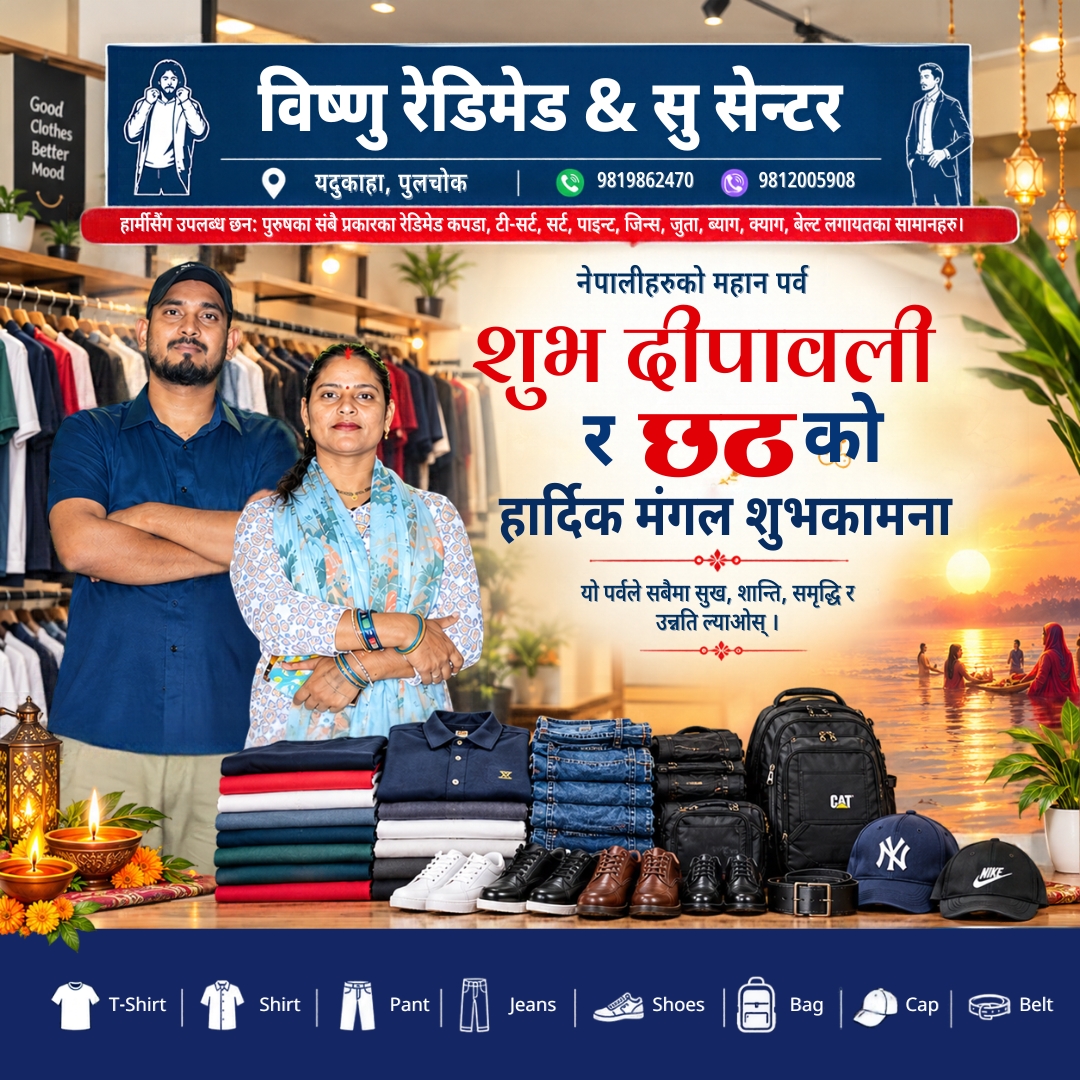 Good
Clothes
Better
Mood
विष्णु रेडिमेड & सु सेन्टर
यदुकाहा, पुलचोक | 9819862470 9812005908
हार्मीसैंग उपलब्ध छन: पुरुषका संबै प्रकारका रेडिमेड कपडा, टी-सर्ट, सर्ट, पाइन्ट, जिन्स, जुता, ब्याग, क्याग, बेल्ट लगायतका सामानहरु।
नेपालीहरुको महान पर्व
शुभ दीपावली
र छठ को
हार्दिक मंगल शुभकामना
यो पर्वले सबैमा सुख, शान्ति, समृद्धि र
उन्नति ल्याओस् ।
CAT
NY
NIKE
T-Shirt | Shirt | Pant | Jeans | Shoes | Bag | Cap | Belt